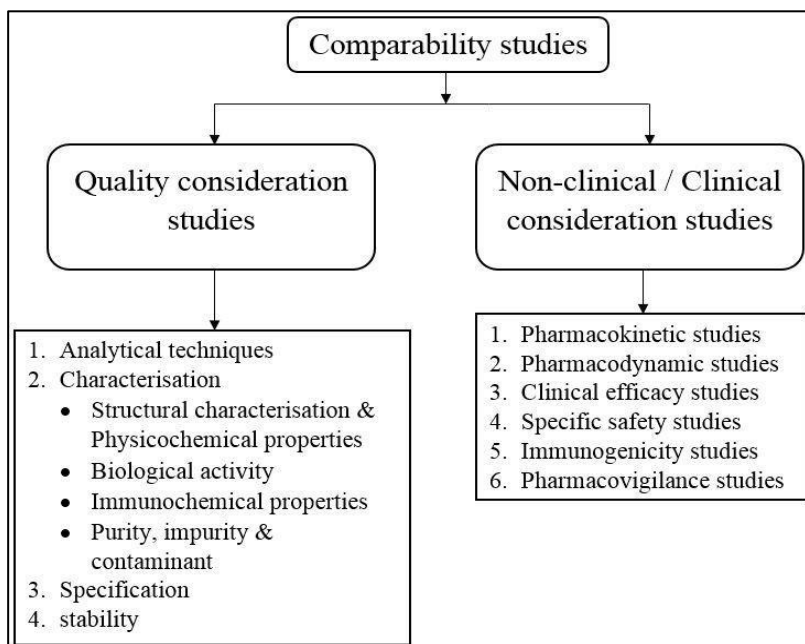 Comparability studies
Quality consideration
studies
Non-clinical / Clinical
consideration studies
1. Analytical techniques
2. Characterisation
• Structural characterisation &
Physicochemical properties
• Biological activity
• Immunochemical properties
• Purity, impurity &
contaminant
3. Specification
4. stability
1. Pharmacokinetic studies
2. Pharmacodynamic studies
3. Clinical efficacy studies
4. Specific safety studies
5. Immunogenicity studies
6. Pharmacovigilance studies